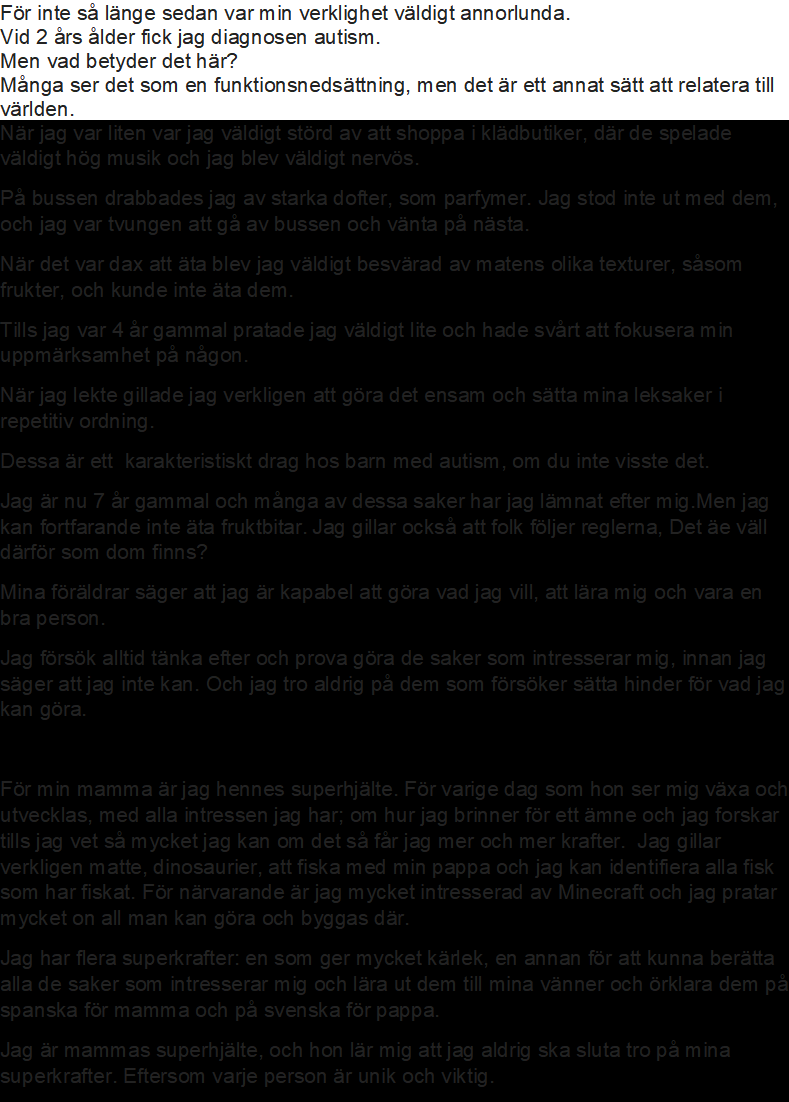 För inte så länge sedan var min verklighet väldigt annorlunda.
Vid 2 års ålder fick jag diagnosen autism.
Men vad betyder det här?
Många ser det som en funktionsnedsättning, men det är ett annat sätt att relatera till
världen.
När jag var liten var jag väldigt störd av att shoppa i klädbutiker, där de spelade
väldigt hög musik och jag blev väldigt nervös.
På bussen drabbades jag av starka dofter, som parfymer. Jag stod inte ut med dem,
och jag var tvungen att gå av bussen och vänta på nästa.
När det var dax att äta blev jag väldigt besvärad av matens olika texturer, såsom
frukter, och kunde inte äta dem.
Tills jag var 4 år gammal pratade jag väldigt lite och hade svårt att fokusera min
uppmärksamhet på någon.
När jag lekte gillade jag verkligen att göra det ensam och sätta mina leksaker i
repetitiv ordning.
Dessa är ett  karakteristiskt drag hos barn med autism, om du inte visste det.
Jag är nu 7 år gammal och många av dessa saker har jag lämnat efter mig.Men jag
kan fortfarande inte äta fruktbitar. Jag gillar också att folk följer reglerna, Det äe väll
därför som dom finns?
Mina föräldrar säger att jag är kapabel att göra vad jag vill, att lära mig och vara en
bra person.
Jag försök alltid tänka efter och prova göra de saker som intresserar mig, innan jag
säger att jag inte kan. Och jag tro aldrig på dem som försöker sätta hinder för vad jag
kan göra.
För min mamma är jag hennes superhjälte. För varige dag som hon ser mig växa och
utvecklas, med alla intressen jag har; om hur jag brinner för ett ämne och jag forskar
tills jag vet så mycket jag kan om det så får jag mer och mer krafter.  Jag gillar
verkligen matte, dinosaurier, att fiska med min pappa och jag kan identifiera alla fisk
som har fiskat. För närvarande är jag mycket intresserad av Minecraft och jag pratar
mycket on all man kan göra och byggas där.
Jag har flera superkrafter: en som ger mycket kärlek, en annan för att kunna berätta
alla de saker som intresserar mig och lära ut dem till mina vänner och örklara dem på
spanska för mamma och på svenska för pappa.
Jag är mammas superhjälte, och hon lär mig att jag aldrig ska sluta tro på mina
superkrafter. Eftersom varje person är unik och viktig.